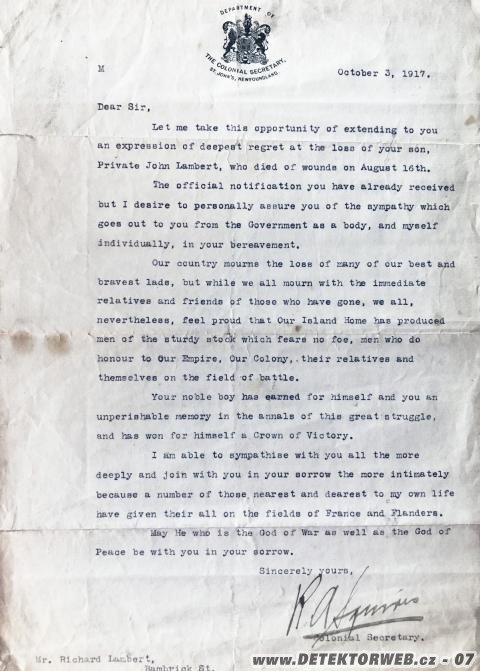 DEPARTMENT OF
THE COLONIAL SECRETARY,
ST. JOHN'S, NEWFOUNDLAND.
M
October 3, 1917.
Dear Sir,
Let me take this opportunity of extending to you
an expression of deepest regret at the loss of your son,
Private John Lambert, who died of wounds on August 16th.
The official notification you have already received
but I desire to personally assure you of the sympathy which
goes out to you from the Government as a body, and myself
individually, in your bereavement.
Our country mourns the loss of many of our best and
bravest lads, but while we all mourn with the immediate
relatives and friends of those who have gone, we all,
nevertheless, feel proud that Our Island Home has produced
men of the sturdy stock which fears no foe, men who do
honour to Our Empire, Our Colony, their relatives and
themselves on the field of battle.
Your noble boy has earned for himself and you an
unperishable memory in the annals of this great struggle,
and has won for himself a Crown of Victory.
I am able to sympathise with you all the more
deeply and join with you in your sorrow the more intimately
because a number of those nearest and dearest to my own life
have given their all on the fields of France and Flanders.
May He who is the God of War as well as the God of
Peace be with you in your sorrow.
Sincerely yours,
R A Squires
Colonial Secretary.
Mr. Richard Lambert,
Hambrick St.
www.DETEKTORWEB.cz - 07